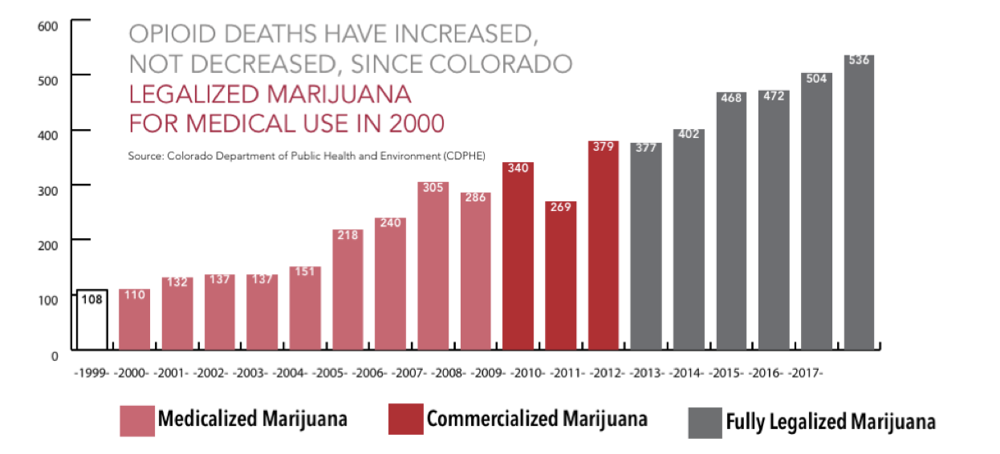 600
OPIOID DEATHS HAVE INCREASED,
NOT DECREASED, SINCE COLORADO
LEGALIZED MARIJUANA
FOR MEDICAL USE IN 2000
Source: Colorado Department of Public Health and Environment (CDPHE)
500
400
300
200
100
0
108
110
132
137
137
151
218
240
305
286
340
269
379
377
402
468
472
504
536
-1999- -2000- -2001- -2002- -2003- -2004- -2005- -2006- -2007- -2008- -2009- -2010- -2011- -2012- -2013- -2014- -2015- -2016- -2017-
Medicalized Marijuana
Commercialized Marijuana
Fully Legalized Marijuana